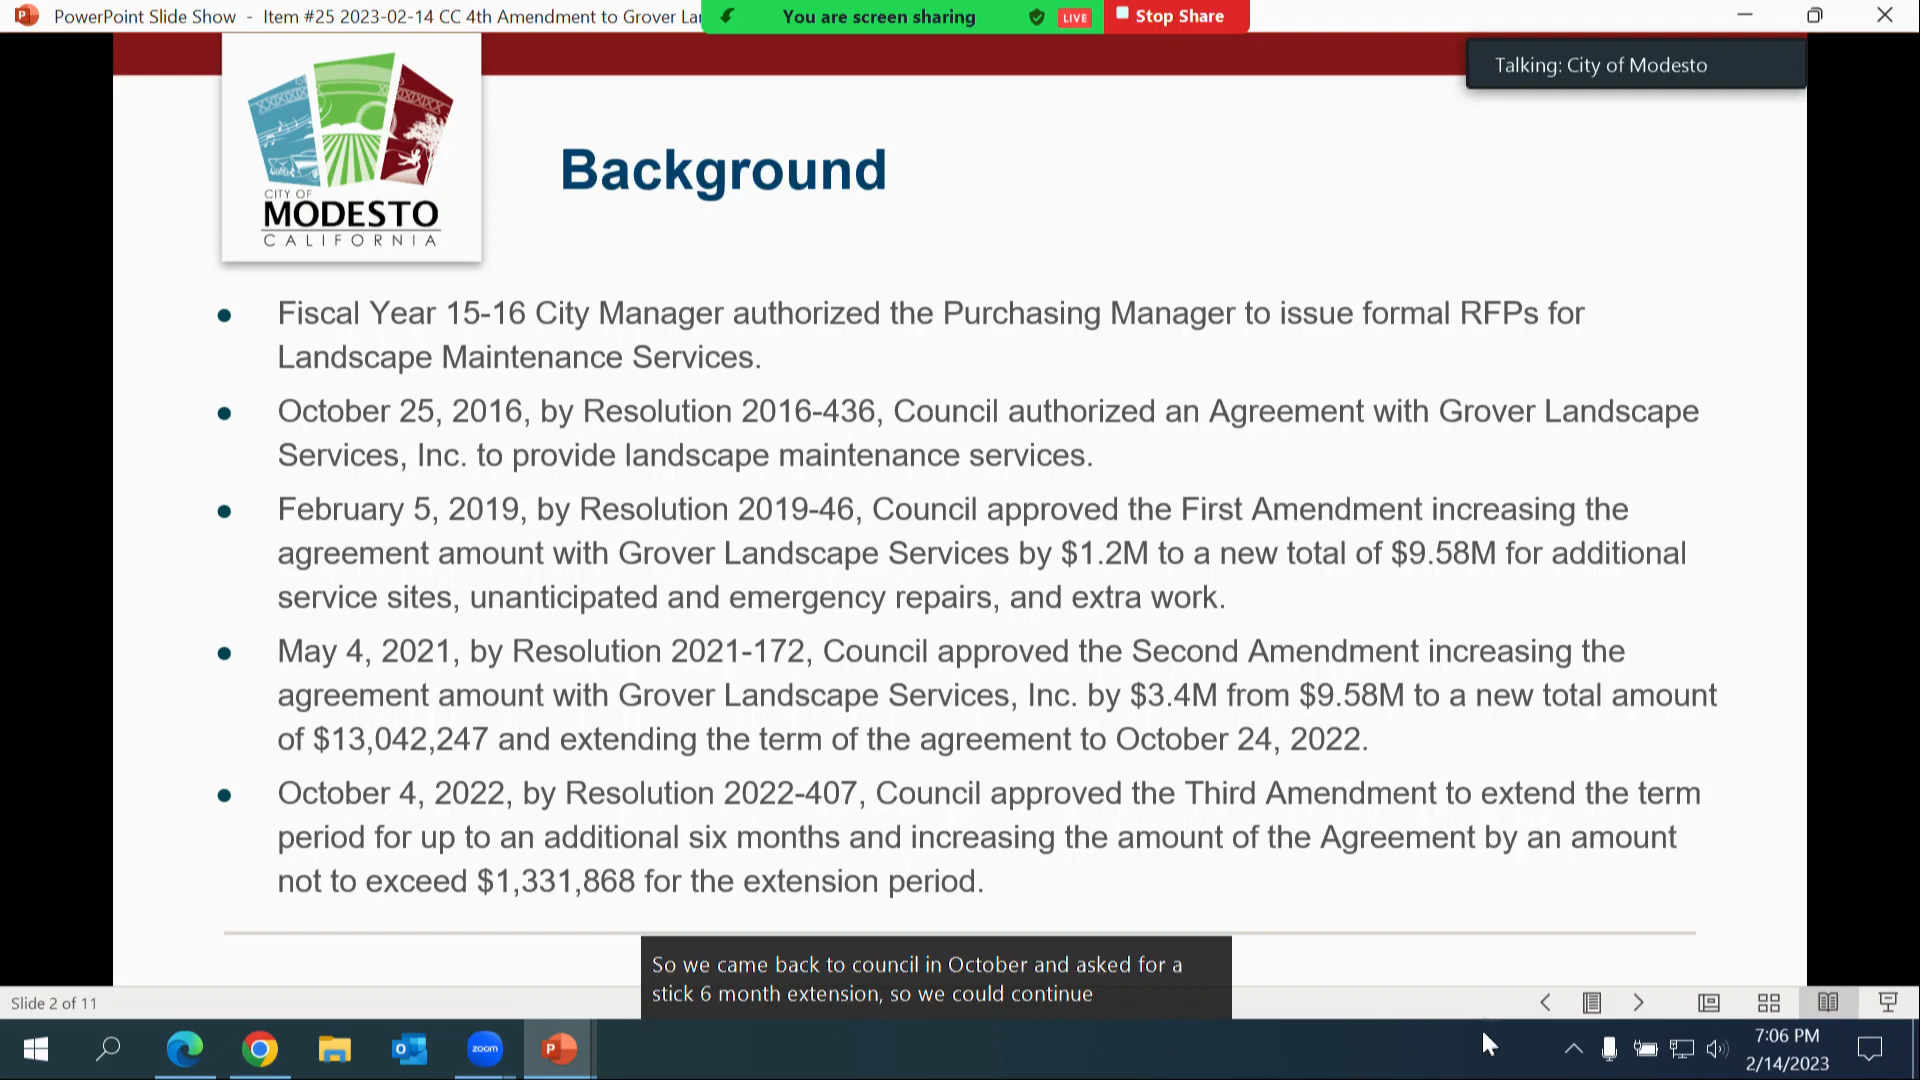 PowerPoint Slide Show - Item #25 2023-02-14 CC 4th Amendment to Grover La
You are screen sharing
LIVE
Stop Share
Talking: City of Modesto
CITY OF
MODESTO
CALIFORNIA
Background
Fiscal Year 15-16 City Manager authorized the Purchasing Manager to issue formal RFPs for
Landscape Maintenance Services.
October 25, 2016, by Resolution 2016-436, Council authorized an Agreement with Grover Landscape
Services, Inc. to provide landscape maintenance services.
February 5, 2019, by Resolution 2019-46, Council approved the First Amendment increasing the
agreement amount with Grover Landscape Services by $1.2M to a new total of $9.58M for additional
service sites, unanticipated and emergency repairs, and extra work.
May 4, 2021, by Resolution 2021-172, Council approved the Second Amendment increasing the
agreement amount with Grover Landscape Services, Inc. by $3.4M from $9.58M to a new total amount
of $13,042,247 and extending the term of the agreement to October 24, 2022.
October 4, 2022, by Resolution 2022-407, Council approved the Third Amendment to extend the term
period for up to an additional six months and increasing the amount of the Agreement by an amount
not to exceed $1,331,868 for the extension period.
So we came back to council in October and asked for a
stick 6 month extension, so we could continue
Slide 2 of 11
zoom
7:06 PM
2/14/2023